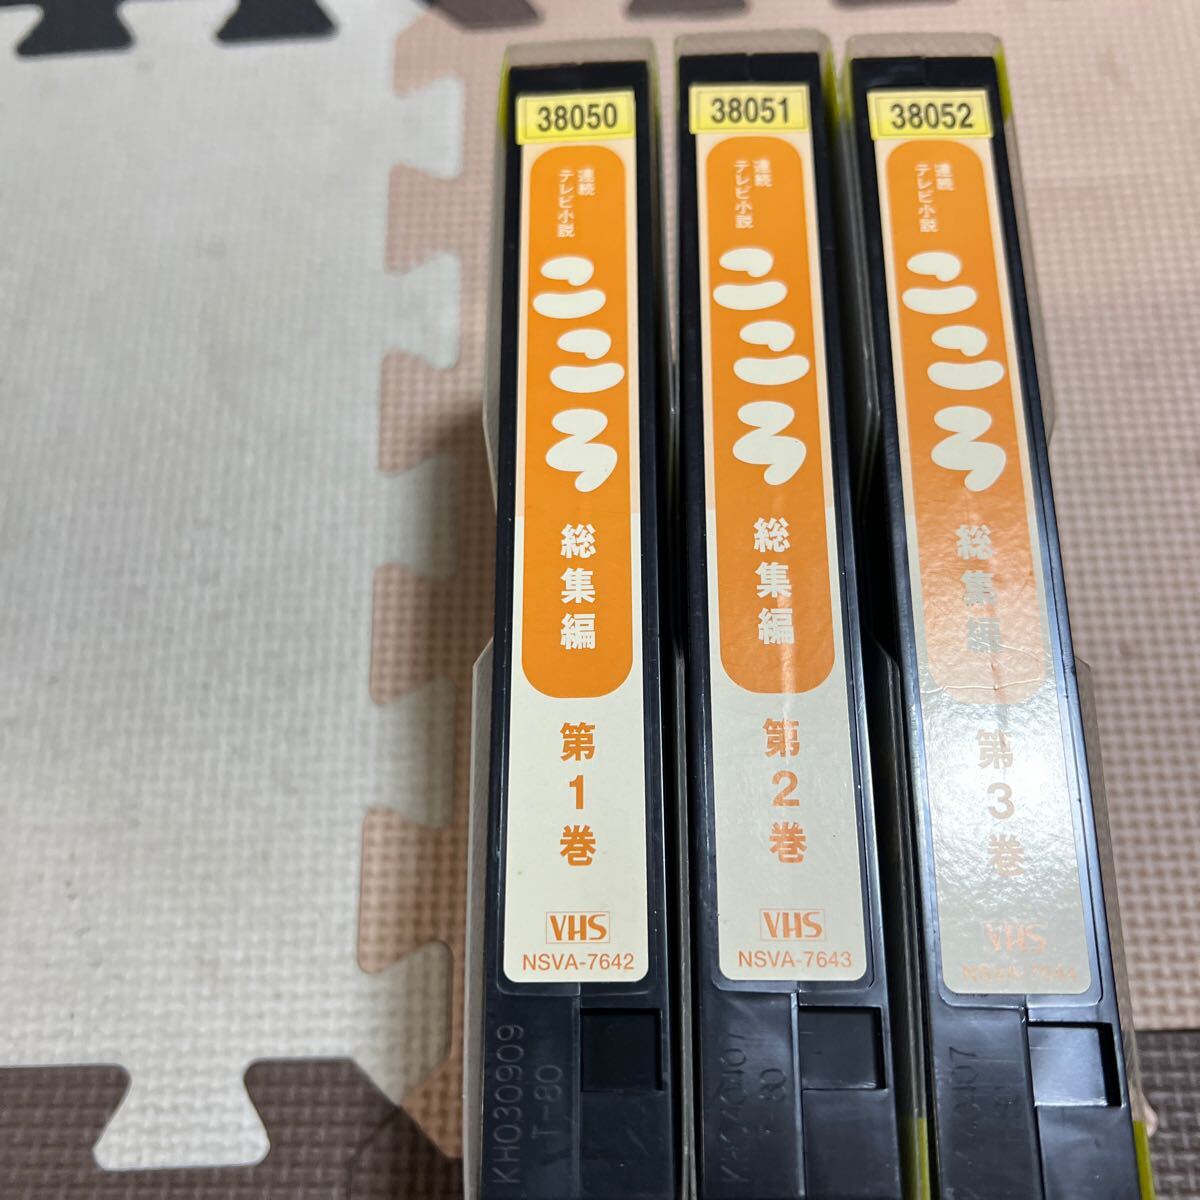 38050
連続
テレビ小説
こころ
総集編
第1巻
VHS
NSVA-7642
KH030909
T-80
38051
連続
テレビ小説
こころ
総集編
第2巻
VHS
NSVA-7643
38052
連続
テレビ小説
こころ
総集編
第3巻
VHS
NSVA-7644